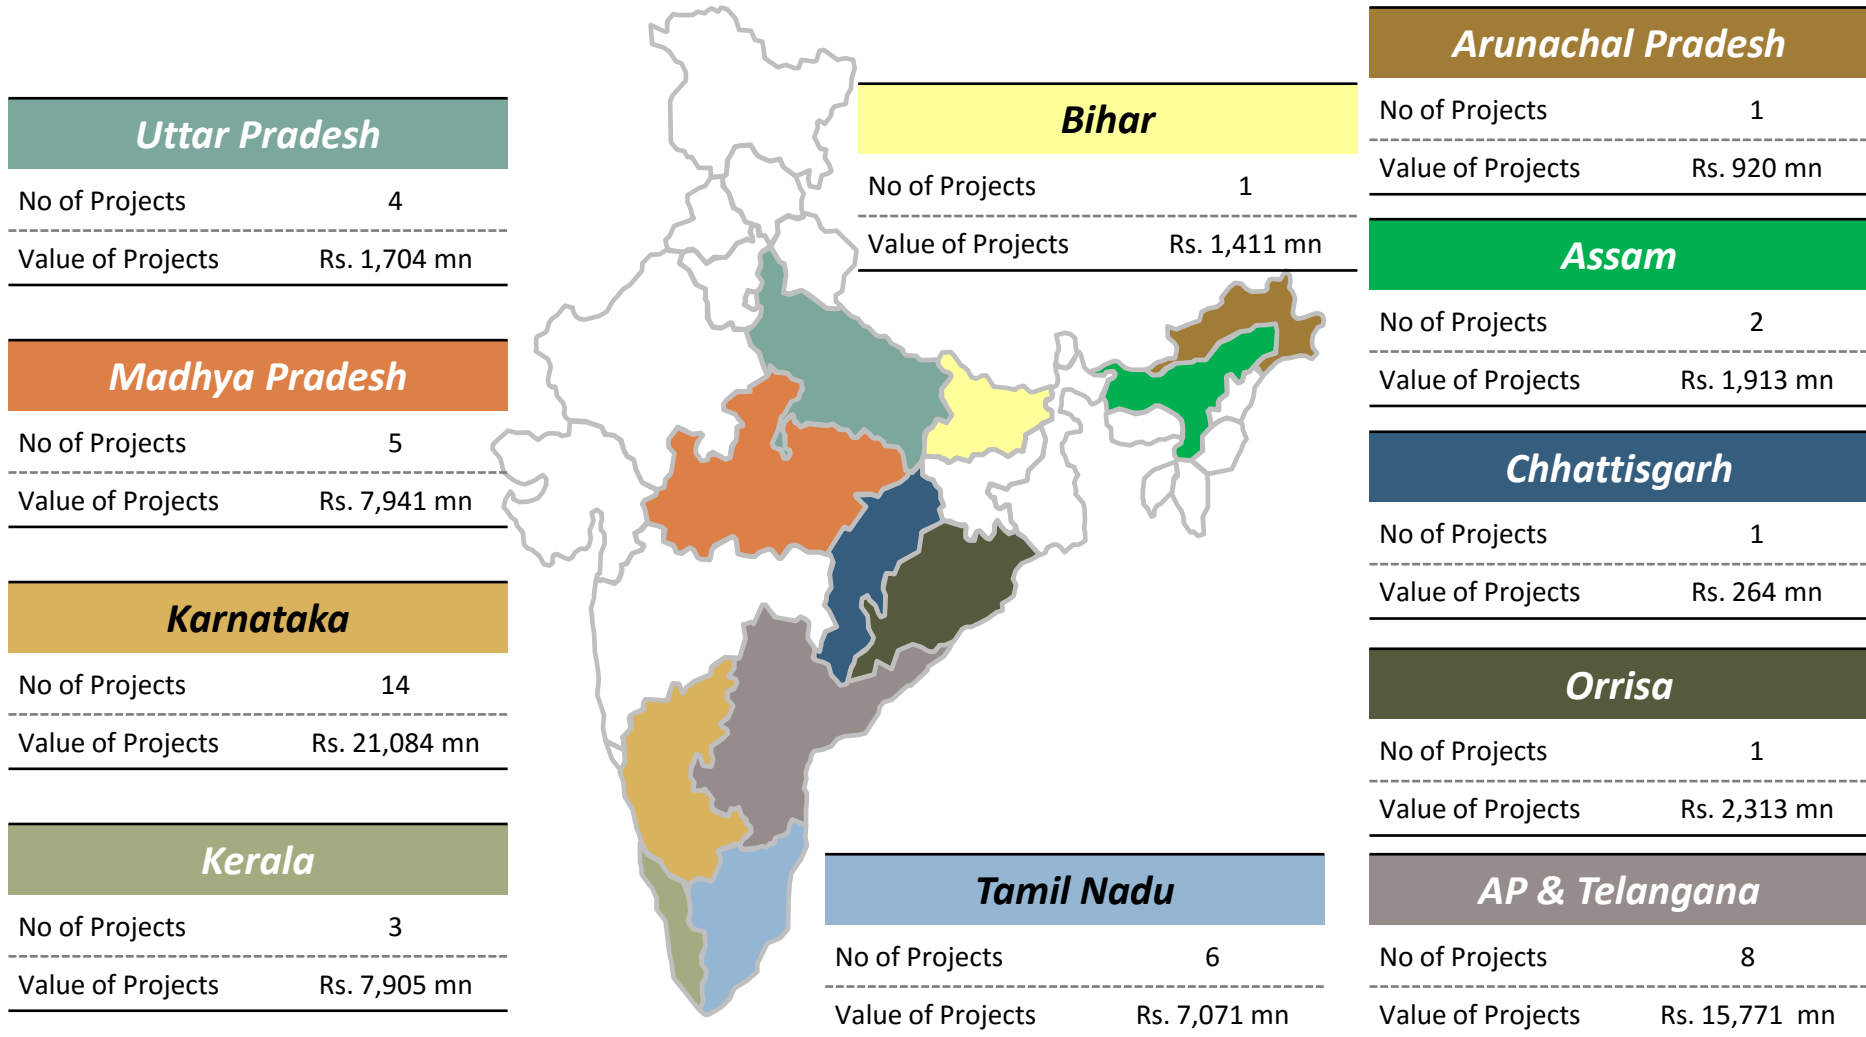 Uttar Pradesh
No of Projects 4
Value of Projects Rs. 1,704 mn
Madhya Pradesh
No of Projects 5
Value of Projects Rs. 7,941 mn
Karnataka
No of Projects 14
Value of Projects Rs. 21,084 mn
Kerala
No of Projects 3
Value of Projects Rs. 7,905 mn
Bihar
No of Projects 1
Value of Projects Rs. 1,411 mn
Tamil Nadu
No of Projects 6
Value of Projects Rs. 7,071 mn
Arunachal Pradesh
No of Projects 1
Value of Projects Rs. 920 mn
Assam
No of Projects 2
Value of Projects Rs. 1,913 mn
Chhattisgarh
No of Projects 1
Value of Projects Rs. 264 mn
Orrisa
No of Projects 1
Value of Projects Rs. 2,313 mn
AP & Telangana
No of Projects 8
Value of Projects Rs. 15,771 mn